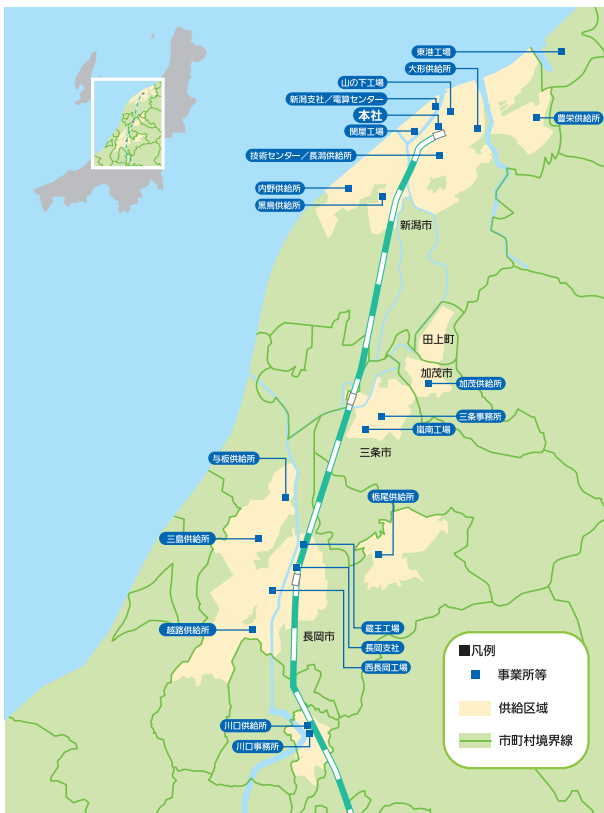 東港工場
大形供給所
山の下工場
新潟支社／電算センター
本社
豊栄供給所
関屋工場
技術センター／長潟供給所
内野供給所
黒鳥供給所
新潟市
田上町
加茂市
加茂供給所
三条事務所
嵐南工場
三条市
与板供給所
栃尾供給所
三島供給所
越路供給所
蔵王工場
長岡市
長岡支社
西長岡工場
川口供給所
川口事務所
■凡例
事業所等
供給区域
市町村境界線